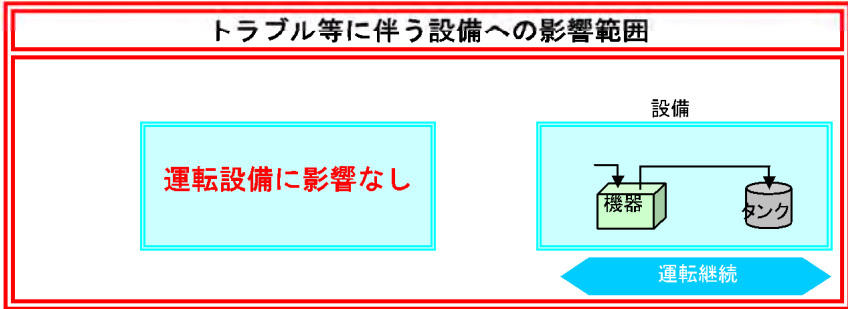 トラブル等に伴う設備への影響範囲
設備
運転設備に影響なし
機器
タンク
運転継続